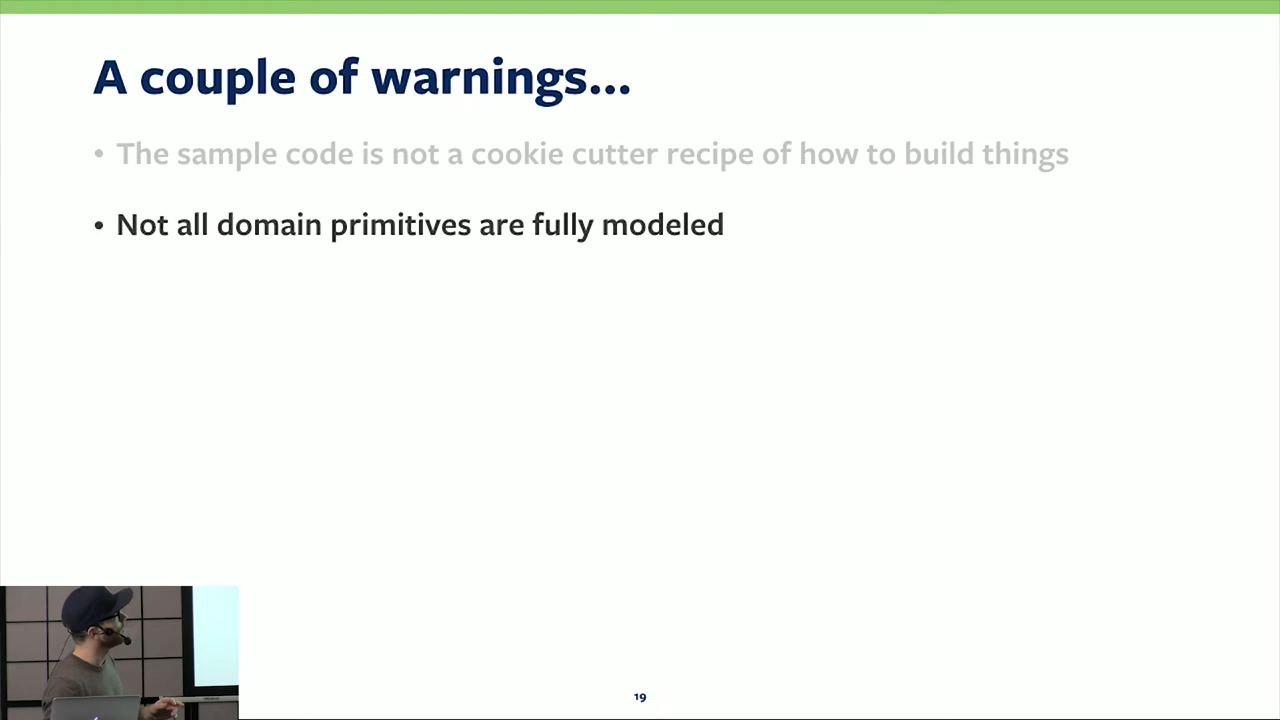 A couple of warnings...
• The sample code is not a cookie cutter recipe of how to build things
• Not all domain primitives are fully modeled
19